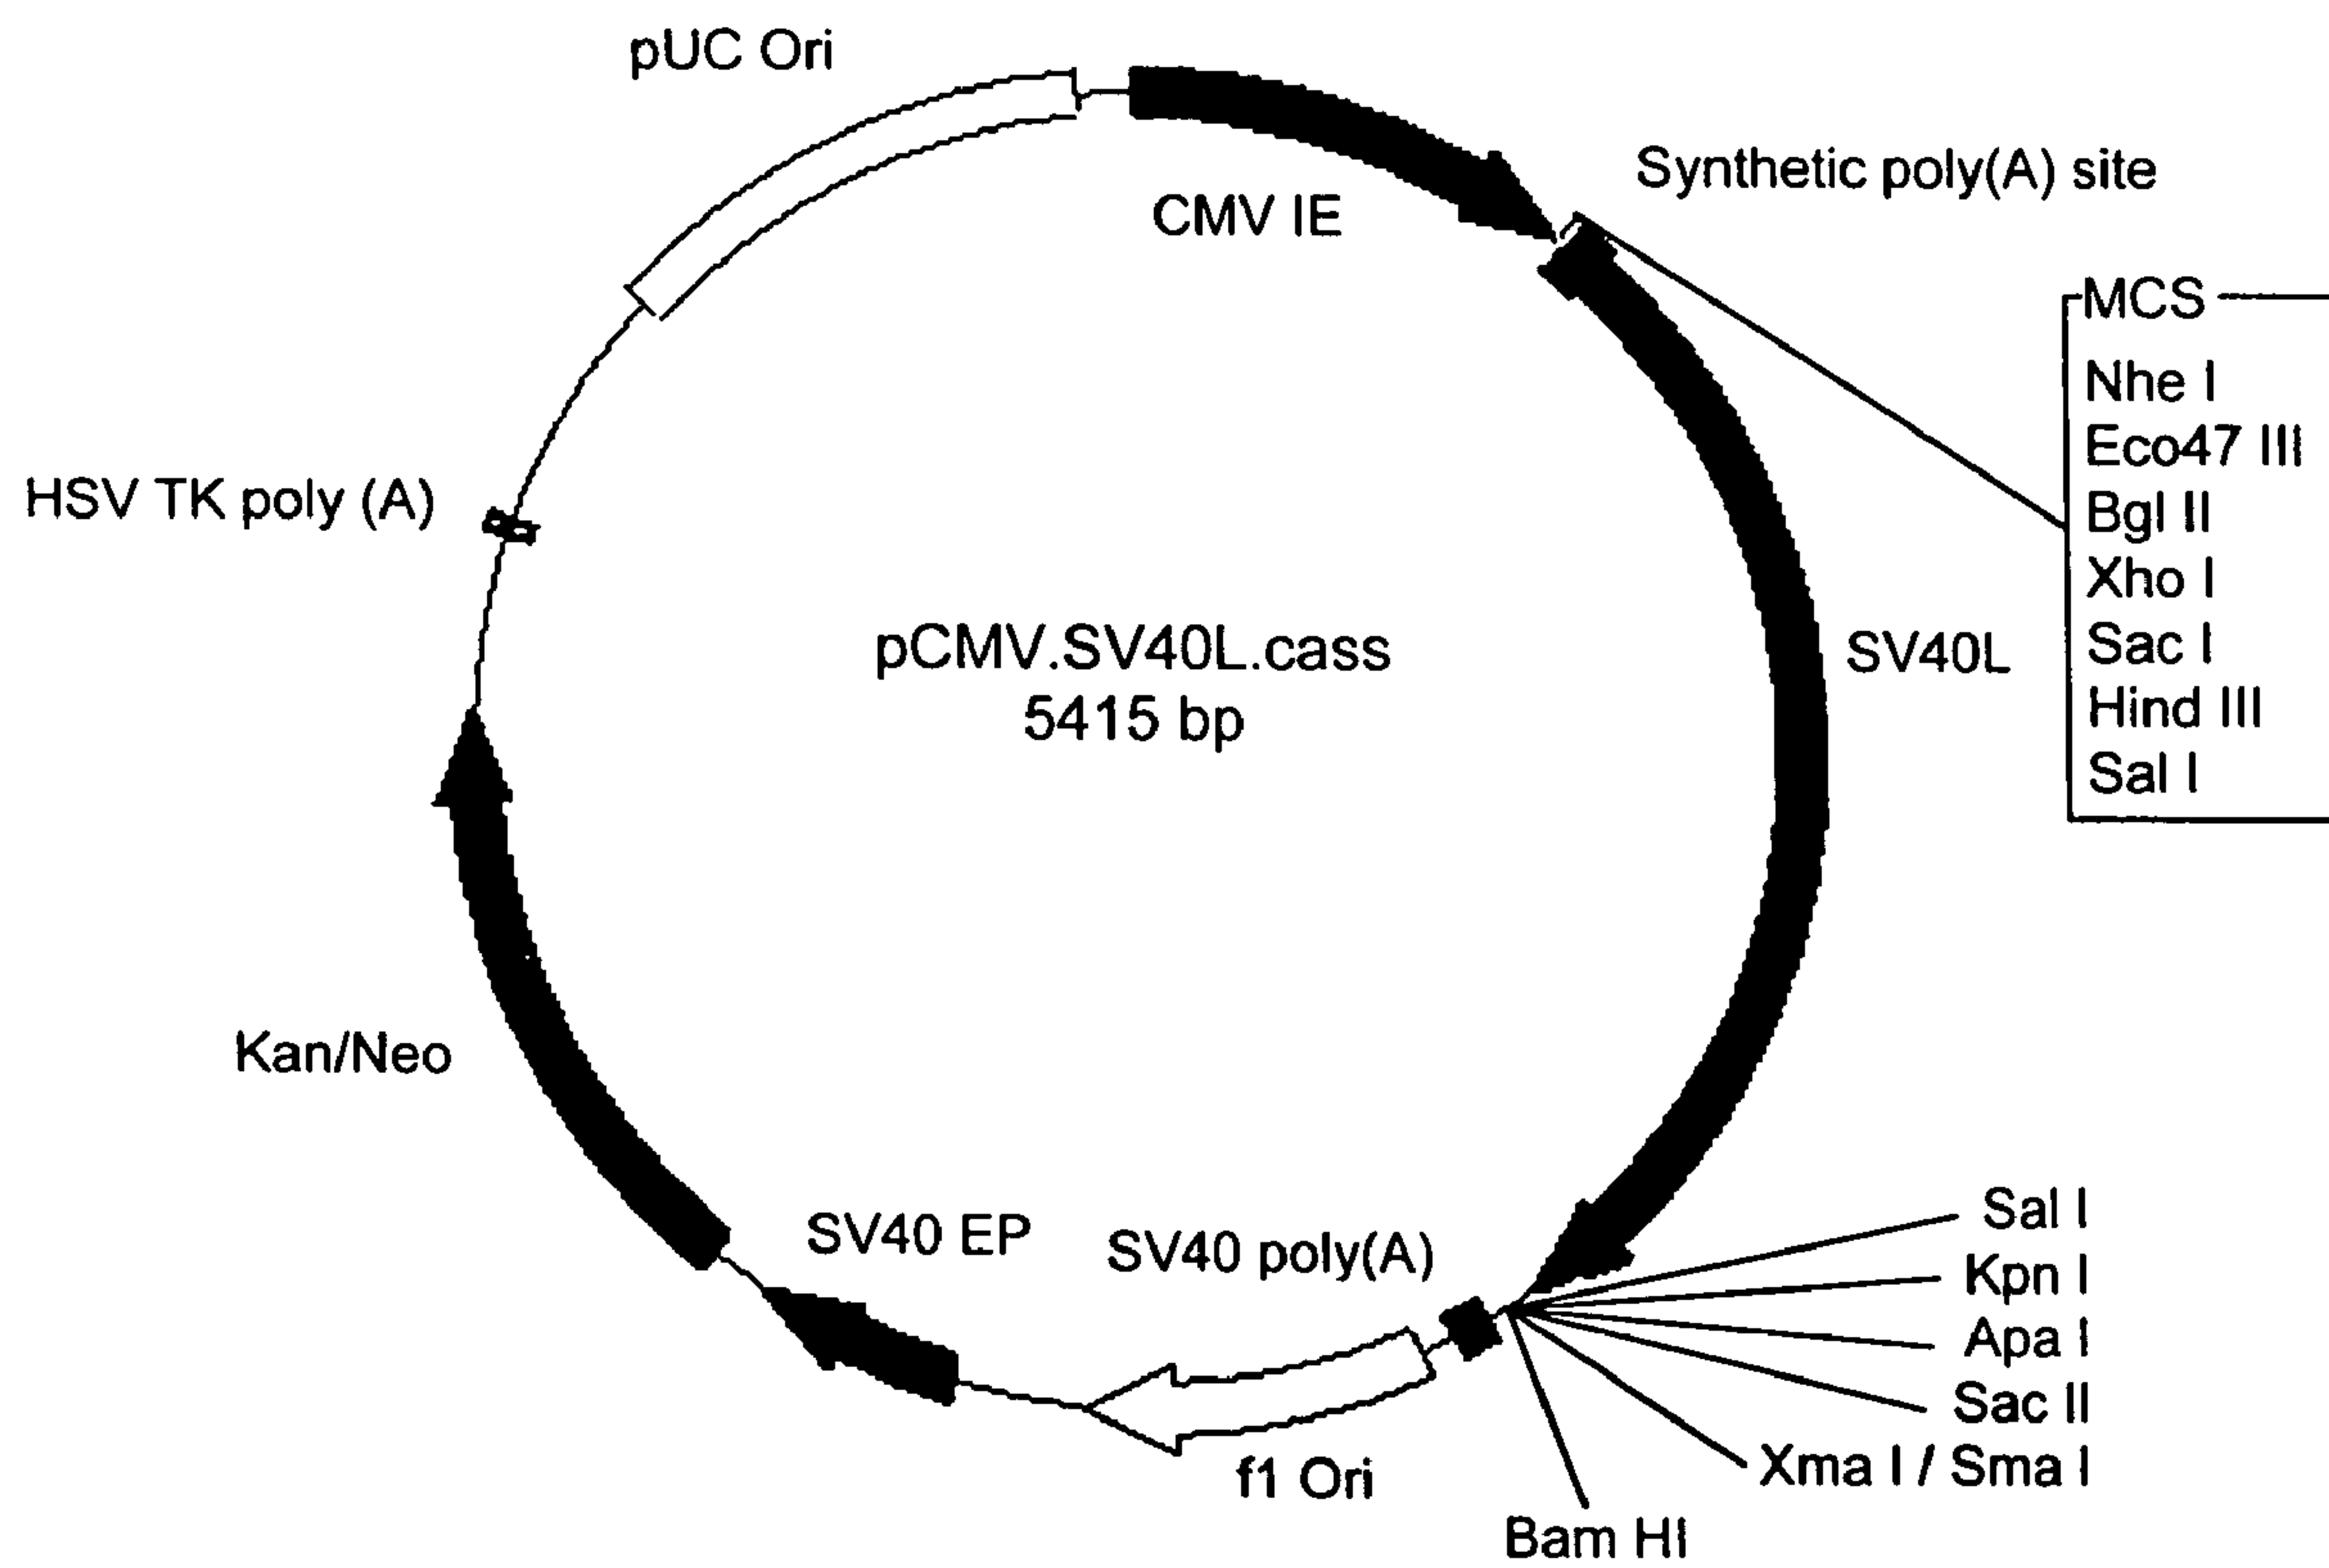 pUC Ori
CMV IE
Synthetic poly(A) site
MCS
Nhe I
Eco47 III
Bgl II
Xho I
Sac I
Hind III
Sal I
HSV TK poly (A)
pCMV.SV40L.cass
5415 bp
SV40L
Kan/Neo
SV40 EP
SV40 poly(A)
Sal I
Kpn I
Apa I
Sac II
Xma I / Sma I
Bam HI
f1 Ori